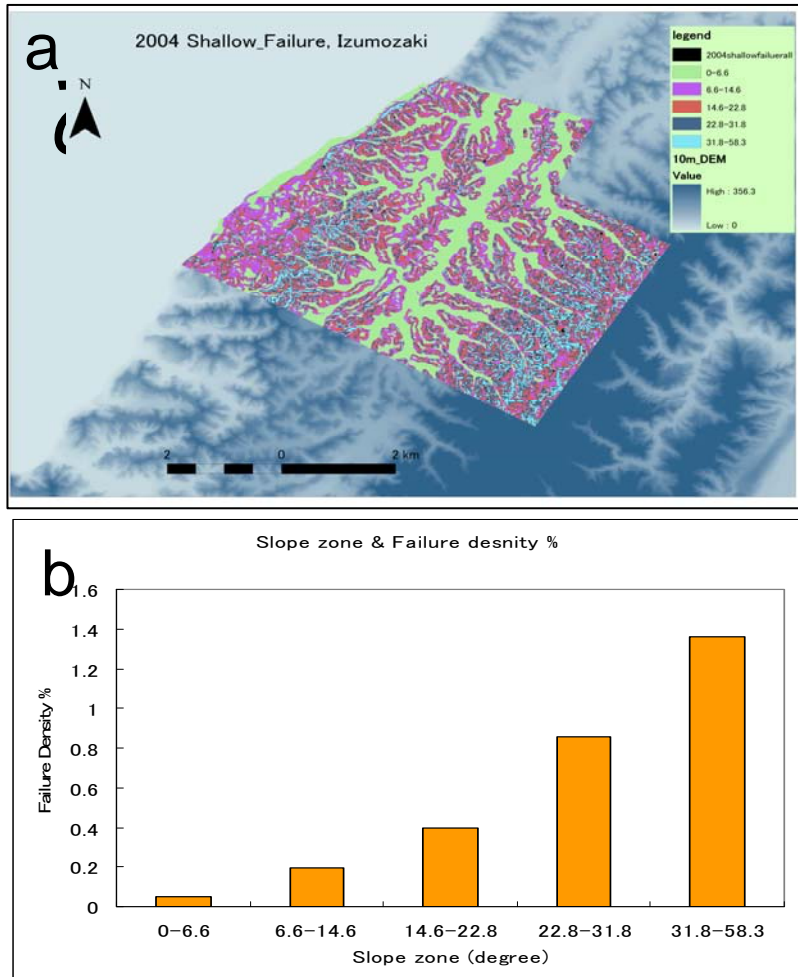 a
2004 Shallow_Failure, Izumozaki
N
legend
2004shallowfailuerall
0-6.6
6.6-14.6
14.6-22.8
22.8-31.8
31.8-58.3
10m_DEM
Value
High : 356.3
Low : 0
2 0 2 km
b
Slope zone & Failure desnity %
Failure Density %
1.6
1.4
1.2
1
0.8
0.6
0.4
0.2
0
0-6.6 6.6-14.6 14.6-22.8 22.8-31.8 31.8-58.3
Slope zone (degree)